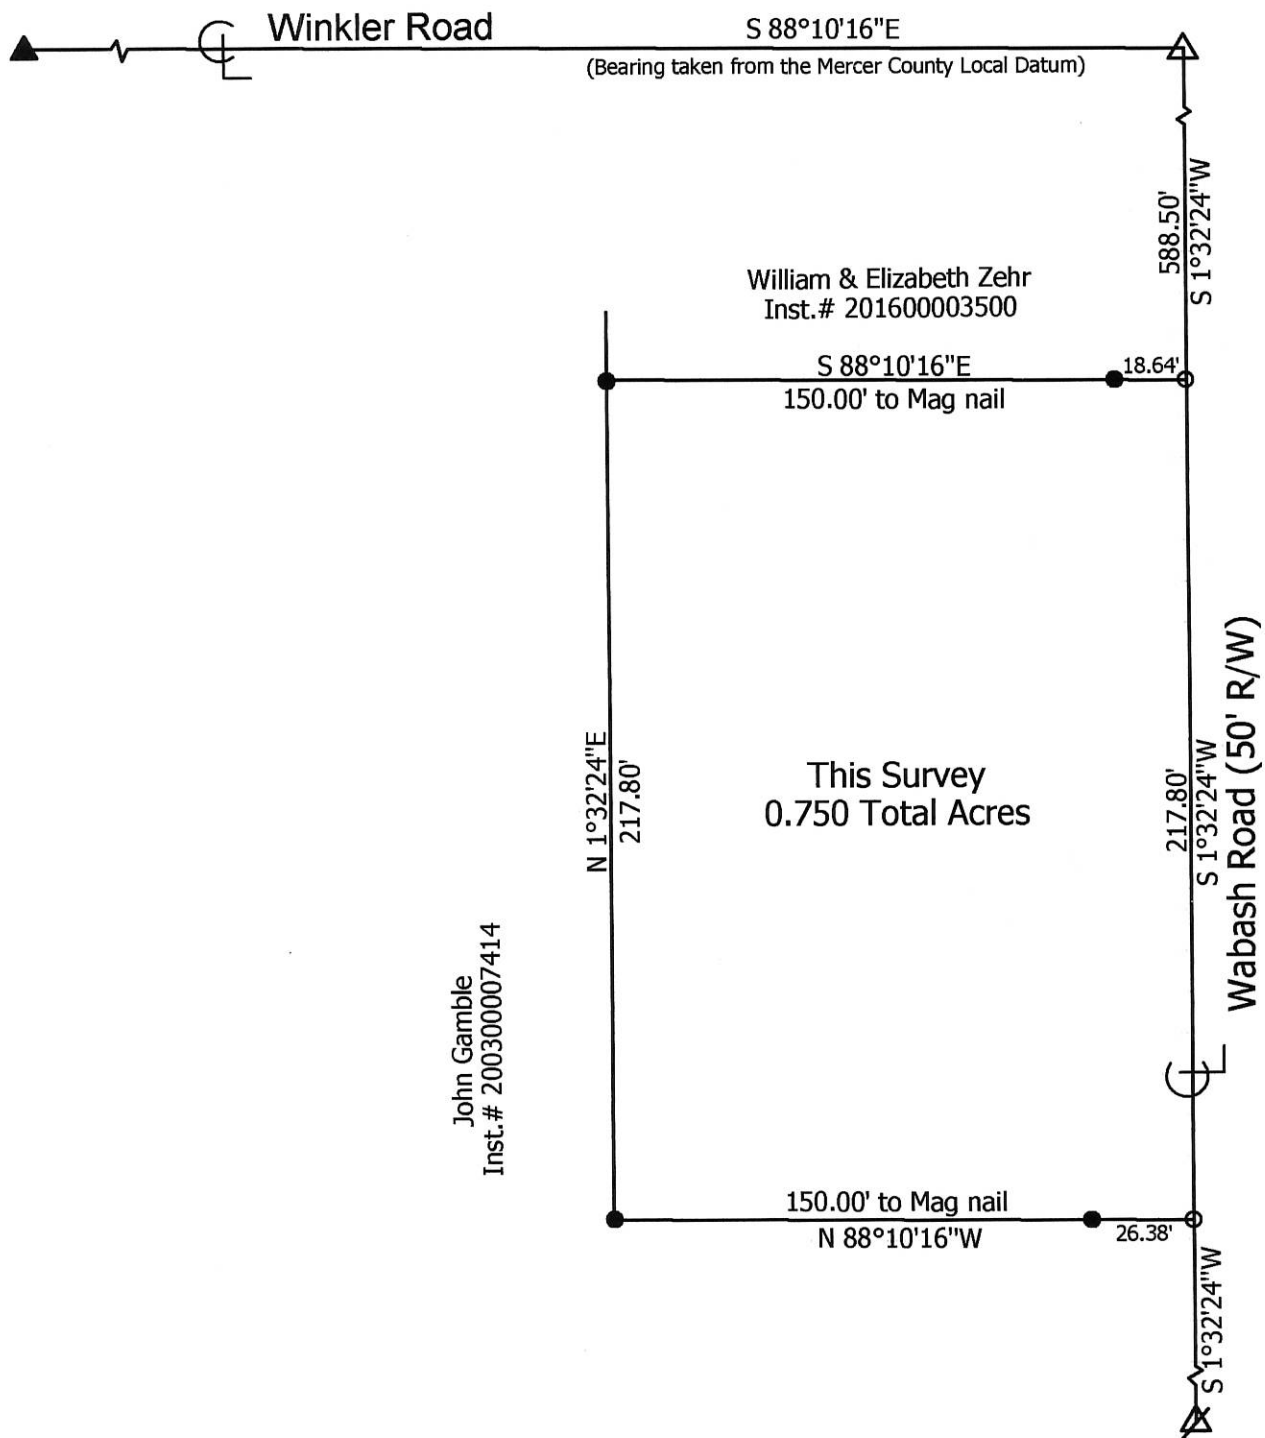 Winkler Road
S 88°10'16"E
(Bearing taken from the Mercer County Local Datum)
588.50'
S 1°32'24"W
William & Elizabeth Zehr
Inst.# 201600003500
S 88°10'16"E
18.64'
150.00' to Mag nail
N 1°32'24"E
217.80'
This Survey
0.750 Total Acres
217.80'
S 1°32'24"W
Wabash Road (50' R/W)
John Gamble
Inst.# 200300007414
150.00' to Mag nail
N 88°10'16"W
26.38'
S 1°32'24"W